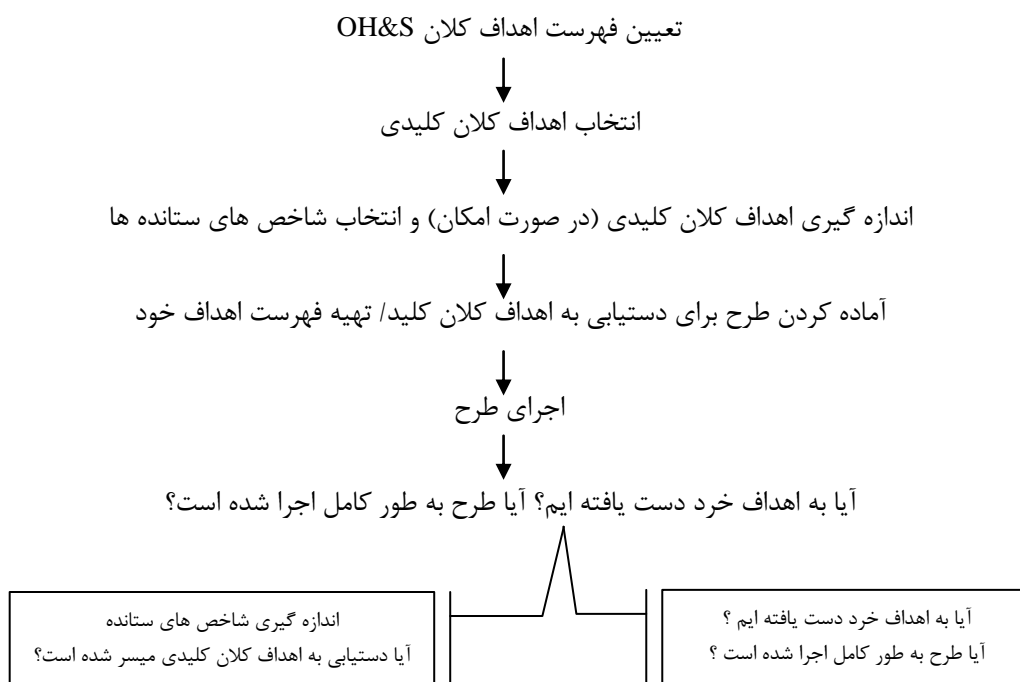 تعیین فهرست اهداف کلان OH&S
انتخاب اهداف کلان کلیدی
اندازه گیری اهداف کلان کلیدی (در صورت امکان) و انتخاب شاخص های ستانده ها
آماده کردن طرح برای دستیابی به اهداف کلان کلید/ تهیه فهرست اهداف خود
اجرای طرح
آیا به اهداف خرد دست یافته ایم؟ آیا طرح به طور کامل اجرا شده است؟
آیا به اهداف خرد دست یافته ایم ؟
آیا طرح به طور کامل اجرا شده است ؟
اندازه گیری شاخص های ستانده
آیا دستیابی به اهداف کلان کلیدی میسر شده است؟